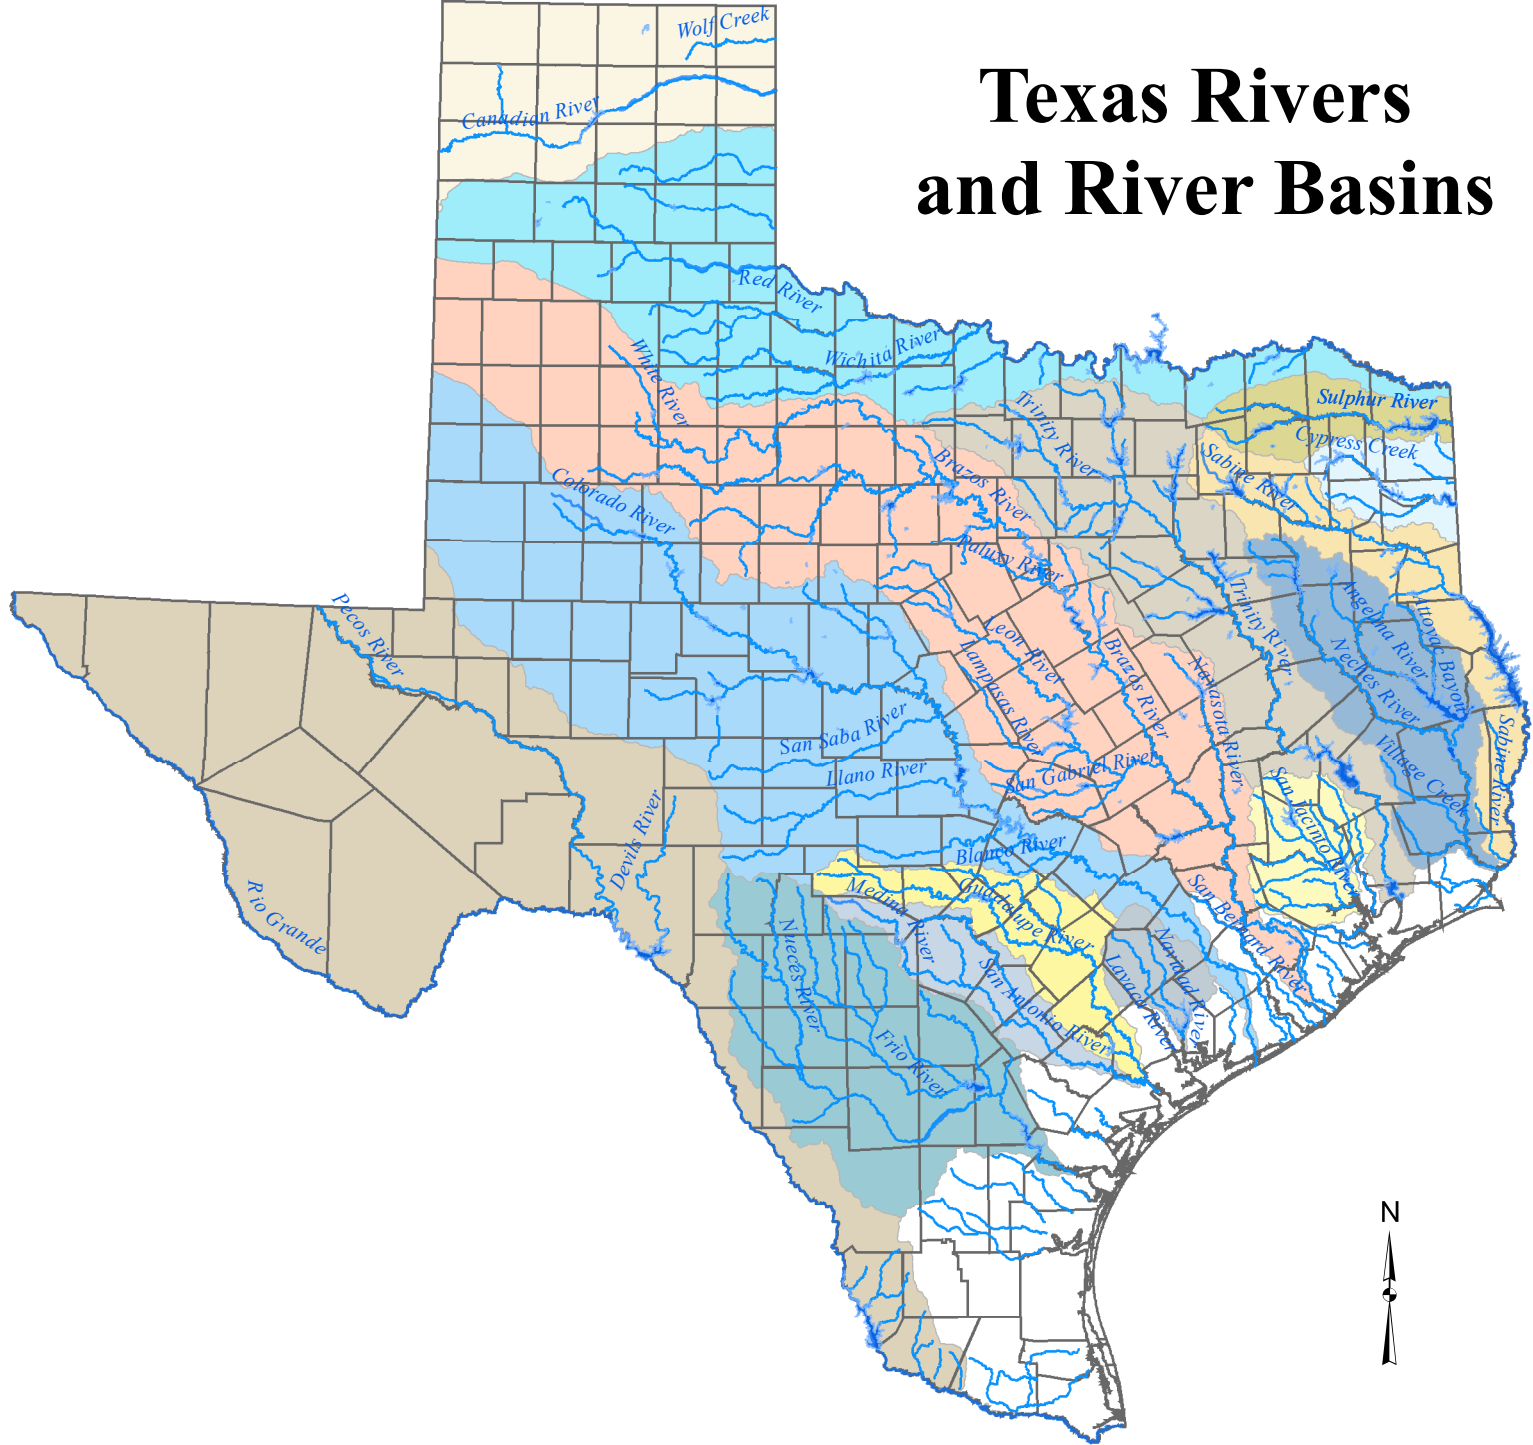 Texas Rivers
and River Basins
Wolf Creek
Canadian River
Red River
Wichita River
White River
Trinity River
Sulphur River
Cypress Creek
Sabine River
Brazos River
Colorado River
Paluxy River
Pecos River
Trinity River
Angelina River
Attoyac Bayou
Neches River
Leon River
Lampasas River
Brazos River
Navasota River
San Saba River
Llano River
San Gabriel River
Village Creek
Sabine River
San Jacino River
Devils River
Blanco River
Rio Grande
Medina River
Guadalupe River
San Bernard River
Nueces River
Navidad River
Lavaca River
San Antonio River
Frio River
N